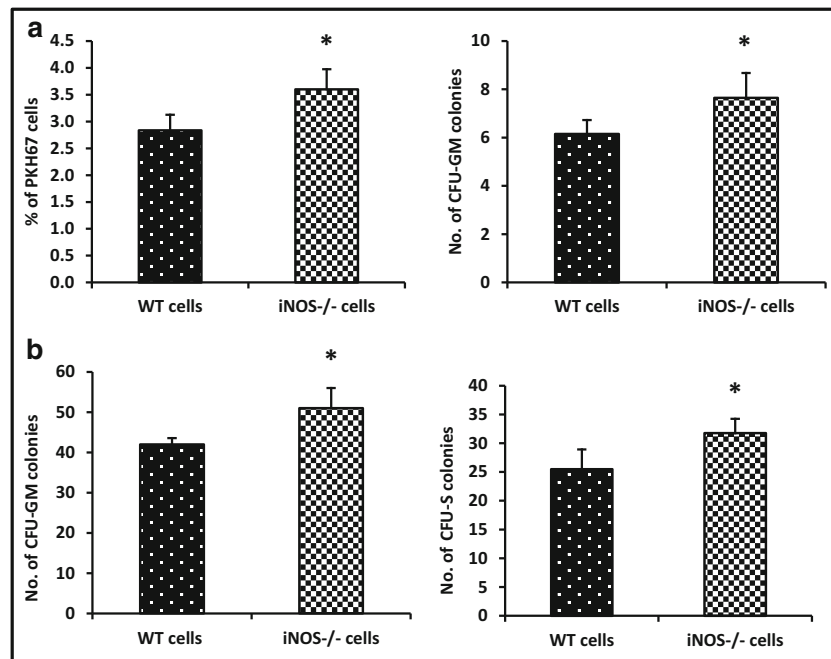 a
4.5
4.0
3.5
3.0
2.5
2.0
1.5
1.0
0.5
0.0
% of PKH67 cells
*
WT cells
iNOS-/- cells
10
8
6
4
2
0
No. of CFU-GM colonies
*
WT cells
iNOS-/- cells
b
60
50
40
30
20
10
0
No. of CFU-GM colonies
*
WT cells
iNOS-/- cells
40
35
30
25
20
15
10
5
0
No. of CFU-S colonies
*
WT cells
iNOS-/- cells